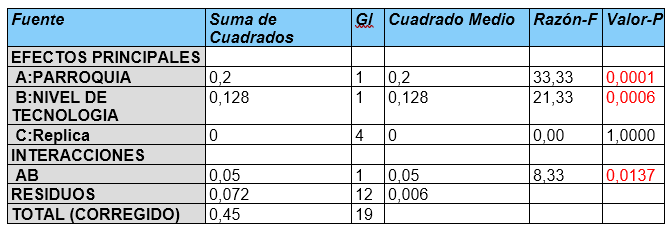 Fuente Suma de Cuadrados Gl Cuadrado Medio Razón-F Valor-P
EFECTOS PRINCIPALES
A:PARROQUIA 0,2 1 0,2 33,33 0,0001
B:NIVEL DE TECNOLOGIA 0,128 1 0,128 21,33 0,0006
C:Replica 0 4 0 0,00 1,0000
INTERACCIONES
AB 0,05 1 0,05 8,33 0,0137
RESIDUOS 0,072 12 0,006
TOTAL (CORREGIDO) 0,45 19